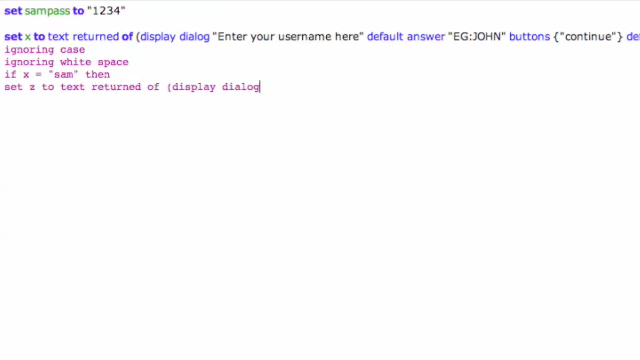 set sampass to "1234"
set x to text returned of (display dialog "Enter your username here" default answer "EG:JOHN" buttons {"continue"}
ignoring case
ignoring white space
if x = "sam" then
set z to text returned of (display dialog